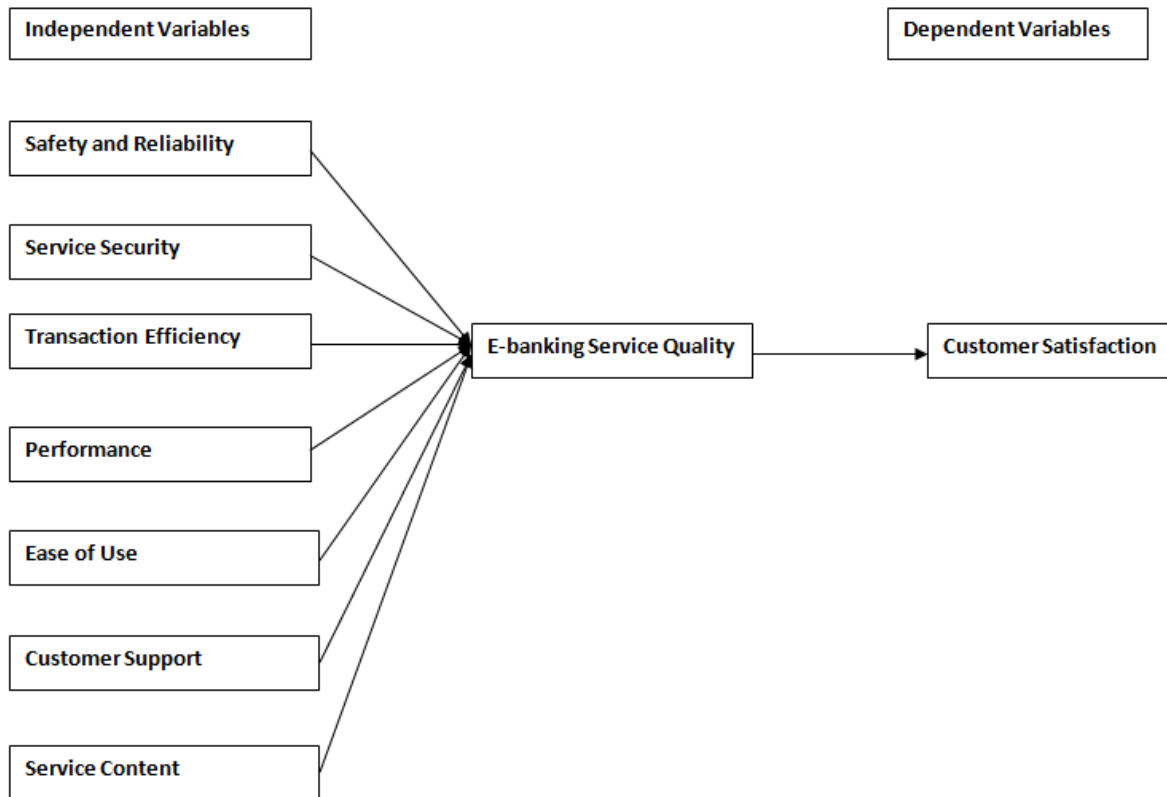 Independent Variables
Dependent Variables
Safety and Reliability
Service Security
Transaction Efficiency
E-banking Service Quality
Customer Satisfaction
Performance
Ease of Use
Customer Support
Service Content